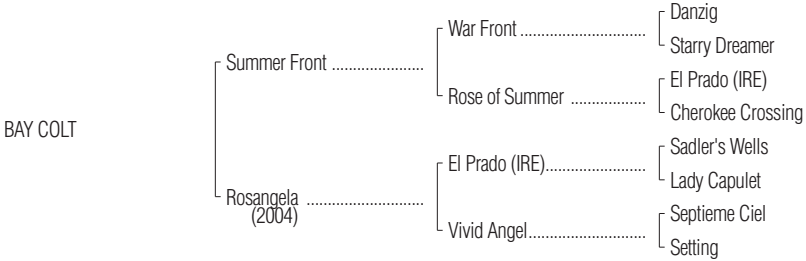 Danzig
War Front ..............................
Starry Dreamer
Summer Front ......................
El Prado (IRE)
Rose of Summer ..................
Cherokee Crossing
BAY COLT
Sadler's Wells
El Prado (IRE)........................
Lady Capulet
Rosangela ...........................
(2004)
Septieme Ciel
Vivid Angel............................
Setting